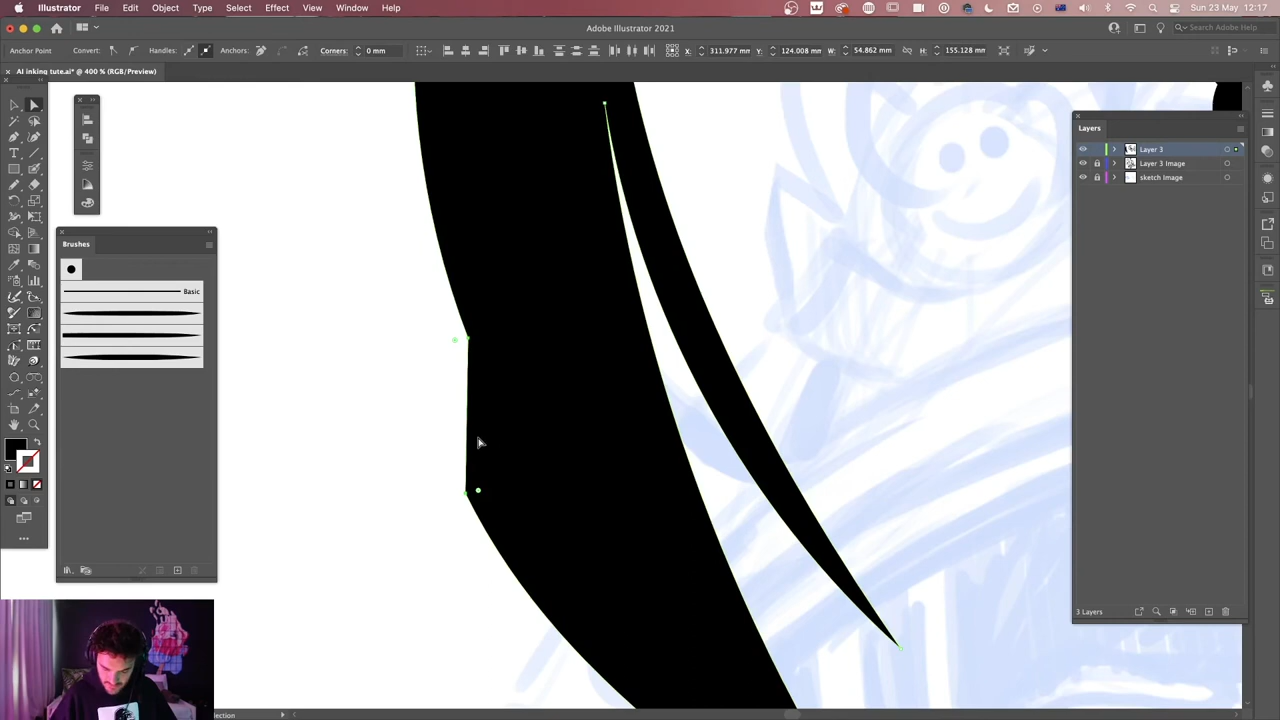 Illustrator File Edit Object Type Select Effect View Window Help Sun 23 May 12:17
Adobe Illustrator 2021 Search Adobe Help
Anchor Point Convert: Handles: Anchors: Corners: 0 mm X: 311.977 mm Y: 124.008 mm W: 54.862 mm H: 155.128 mm
AI inking tute.ai* @ 400 % (RGB/Preview)
Layers
Layer 3
Layer 3 Image
sketch Image
Brushes
Basic
3 Layers
lection